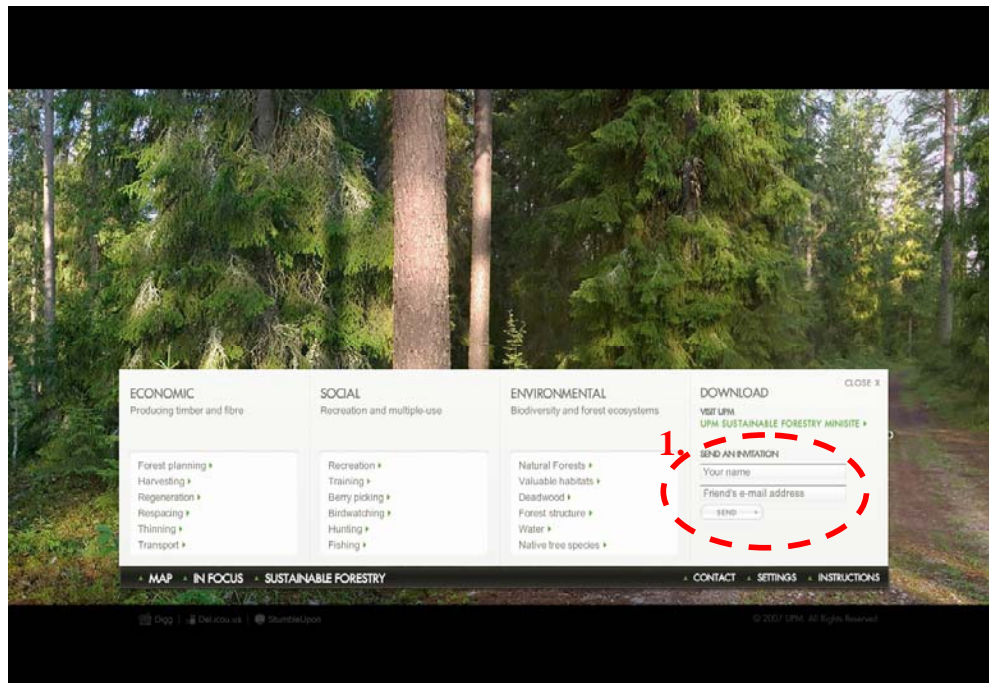 ECONOMIC
Producing timber and fibre
Forest planning
Harvesting
Regeneration
Respacing
Thinning
Transport
SOCIAL
Recreation and multiple-use
Recreation
Training
Berry picking
Birdwatching
Hunting
Fishing
ENVIRONMENTAL
Biodiversity and forest ecosystems
Natural Forests
Valuable habitats
Deadwood
Forest structure
Water
Native tree species
CLOSE X
DOWNLOAD
VISIT UPM
UPM SUSTAINABLE FORESTRY MINISITE
1.
SEND AN INVITATION
Your name
Friend's e-mail address
SEND
MAP IN FOCUS SUSTAINABLE FORESTRY
CONTACT SETTINGS INSTRUCTIONS
Digg | Del.icou.us | StumbleUpon
© 2007 UPM. All Rights Reserved.